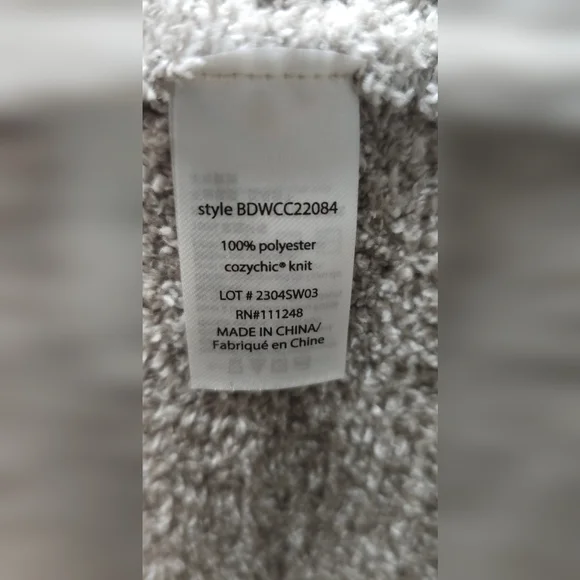 style BDWCC22084
100% polyester
cozychic® knit
LOT # 2304SW03
RN#111248
MADE IN CHINA/
Fabriqué en Chine